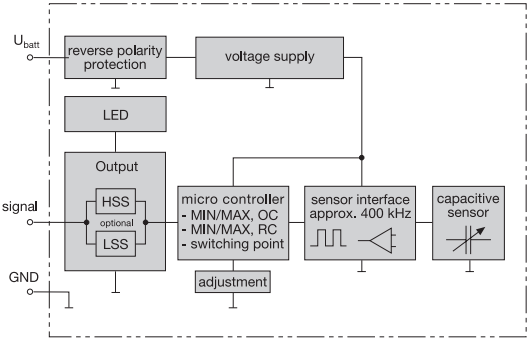 U_batt
reverse polarity
protection
voltage supply
LED
Output
signal
HSS
optional
LSS
micro controller
- MIN/MAX, OC
- MIN/MAX, RC
- switching point
sensor interface
approx. 400 kHz
capacitive
sensor
adjustment
GND